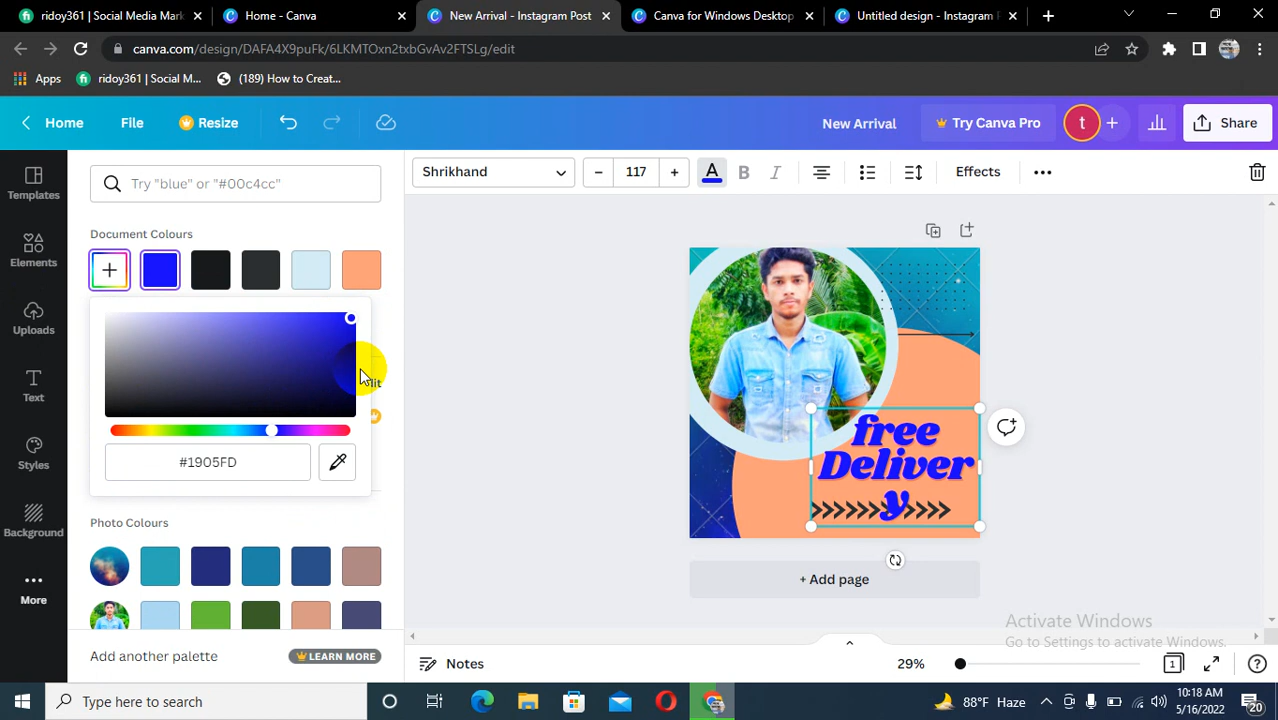 ridoy361 | Social Media Mark
Home - Canva
New Arrival - Instagram Post
Canva for Windows Desktop
Untitled design - Instagram
canva.com/design/DAFA4X9puFk/6LKMTOxn2txbGvAv2FTSLg/edit
Apps
ridoy361 | Social M...
(189) How to Creat...
Home
File
Resize
New Arrival
Try Canva Pro
t
Share
Templates
Elements
Uploads
Text
Styles
Background
More
Try "blue" or "#00c4cc"
Shrikhand
117
A
B
I
Effects
Document Colours
#1905FD
Photo Colours
Add another palette
LEARN MORE
free
Deliver
y
+ Add page
Activate Windows
Go to Settings to activate Windows.
Notes
29%
1
Type here to search
88°F Haze
10:18 AM
5/16/2022
20